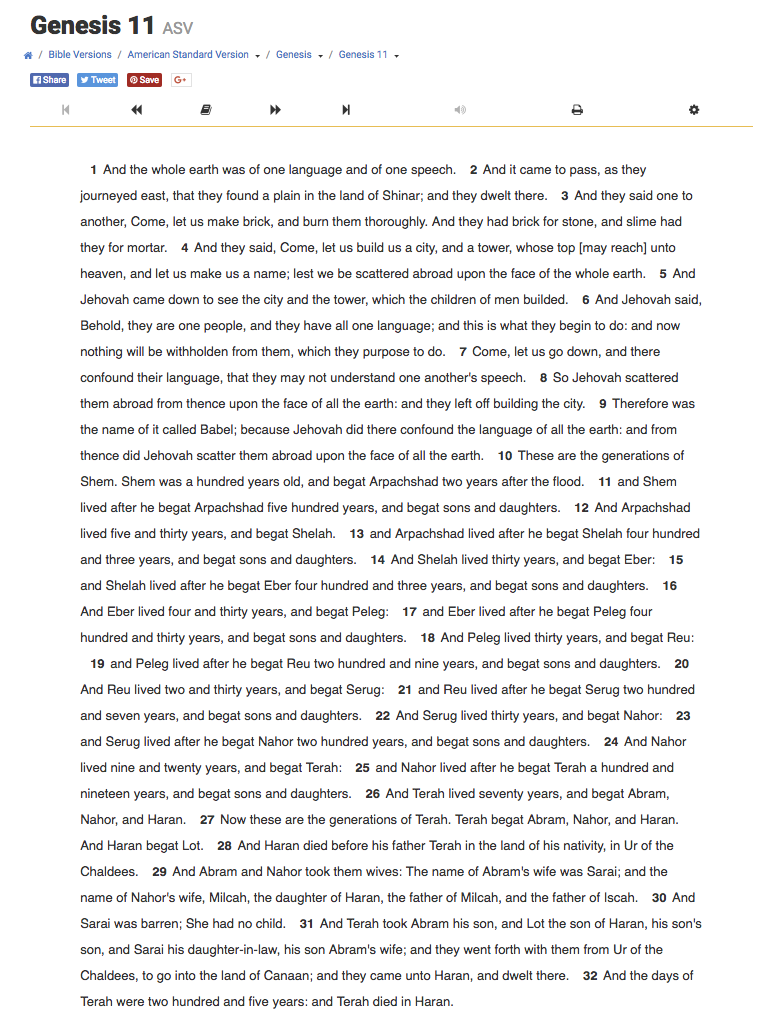 Genesis 11 ASV
/ Bible Versions / American Standard Version / Genesis / Genesis 11
Share Tweet Save G+
1 And the whole earth was of one language and of one speech. 2 And it came to pass, as they
journeyed east, that they found a plain in the land of Shinar; and they dwelt there. 3 And they said one to
another, Come, let us make brick, and burn them thoroughly. And they had brick for stone, and slime had
they for mortar. 4 And they said, Come, let us build us a city, and a tower, whose top [may reach] unto
heaven, and let us make us a name; lest we be scattered abroad upon the face of the whole earth. 5 And
Jehovah came down to see the city and the tower, which the children of men builded. 6 And Jehovah said,
Behold, they are one people, and they have all one language; and this is what they begin to do: and now
nothing will be withholden from them, which they purpose to do. 7 Come, let us go down, and there
confound their language, that they may not understand one another's speech. 8 So Jehovah scattered
them abroad from thence upon the face of all the earth: and they left off building the city. 9 Therefore was
the name of it called Babel; because Jehovah did there confound the language of all the earth: and from
thence did Jehovah scatter them abroad upon the face of all the earth. 10 These are the generations of
Shem. Shem was a hundred years old, and begat Arpachshad two years after the flood. 11 and Shem
lived after he begat Arpachshad five hundred years, and begat sons and daughters. 12 And Arpachshad
lived five and thirty years, and begat Shelah. 13 and Arpachshad lived after he begat Shelah four hundred
and three years, and begat sons and daughters. 14 And Shelah lived thirty years, and begat Eber: 15
and Shelah lived after he begat Eber four hundred and three years, and begat sons and daughters. 16
And Eber lived four and thirty years, and begat Peleg: 17 and Eber lived after he begat Peleg four
hundred and thirty years, and begat sons and daughters. 18 And Peleg lived thirty years, and begat Reu:
19 and Peleg lived after he begat Reu two hundred and nine years, and begat sons and daughters. 20
And Reu lived two and thirty years, and begat Serug: 21 and Reu lived after he begat Serug two hundred
and seven years, and begat sons and daughters. 22 And Serug lived thirty years, and begat Nahor: 23
and Serug lived after he begat Nahor two hundred years, and begat sons and daughters. 24 And Nahor
lived nine and twenty years, and begat Terah: 25 and Nahor lived after he begat Terah a hundred and
nineteen years, and begat sons and daughters. 26 And Terah lived seventy years, and begat Abram,
Nahor, and Haran. 27 Now these are the generations of Terah. Terah begat Abram, Nahor, and Haran.
And Haran begat Lot. 28 And Haran died before his father Terah in the land of his nativity, in Ur of the
Chaldees. 29 And Abram and Nahor took them wives: The name of Abram's wife was Sarai; and the
name of Nahor's wife, Milcah, the daughter of Haran, the father of Milcah, and the father of Iscah. 30 And
Sarai was barren; She had no child. 31 And Terah took Abram his son, and Lot the son of Haran, his son's
son, and Sarai his daughter-in-law, his son Abram's wife; and they went forth with them from Ur of the
Chaldees, to go into the land of Canaan; and they came unto Haran, and dwelt there. 32 And the days of
Terah were two hundred and five years: and Terah died in Haran.